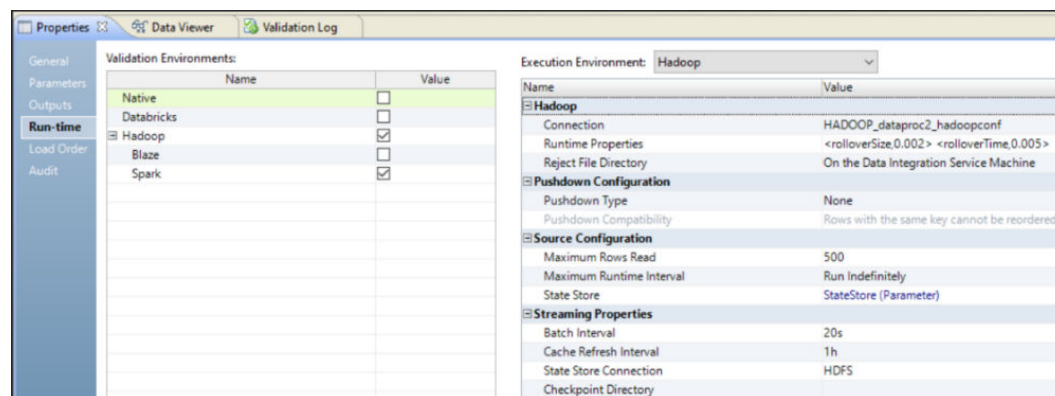 Properties Data Viewer Validation Log
General
Parameters
Outputs
Run-time
Load Order
Audit
Validation Environments:
Name Value
Native
Databricks
Hadoop
Blaze
Spark
Execution Environment: Hadoop
Name Value
Hadoop
Connection HADOOP_dataproc2_hadoopconf
Runtime Properties <rolloverSize,0.002> <rolloverTime,0.005>
Reject File Directory On the Data Integration Service Machine
Pushdown Configuration
Pushdown Type None
Pushdown Compatibility Rows with the same key cannot be reordered
Source Configuration
Maximum Rows Read 500
Maximum Runtime Interval Run Indefinitely
State Store StateStore (Parameter)
Streaming Properties
Batch Interval 20s
Cache Refresh Interval 1h
State Store Connection HDFS
Checkpoint Directory